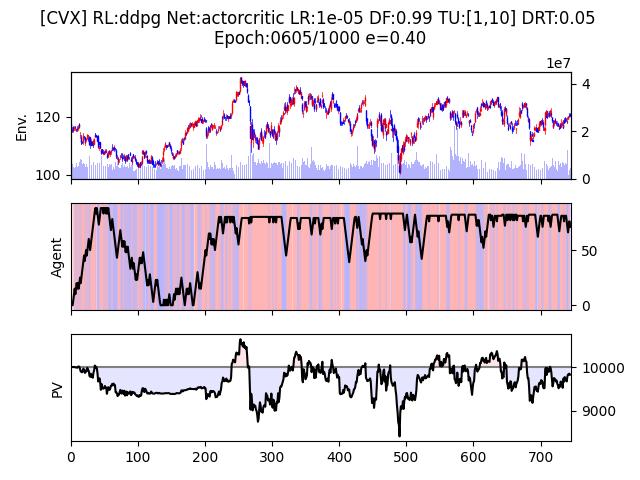 [CVX] RL:ddpg Net:actorcritic LR:1e-05 DF:0.99 TU:[1,10] DRT:0.05
Epoch:0605/1000 e=0.40
1e7
Env.
120
100
4
2
0
Agent
50
0
PV
10000
9000
0 100 200 300 400 500 600 700